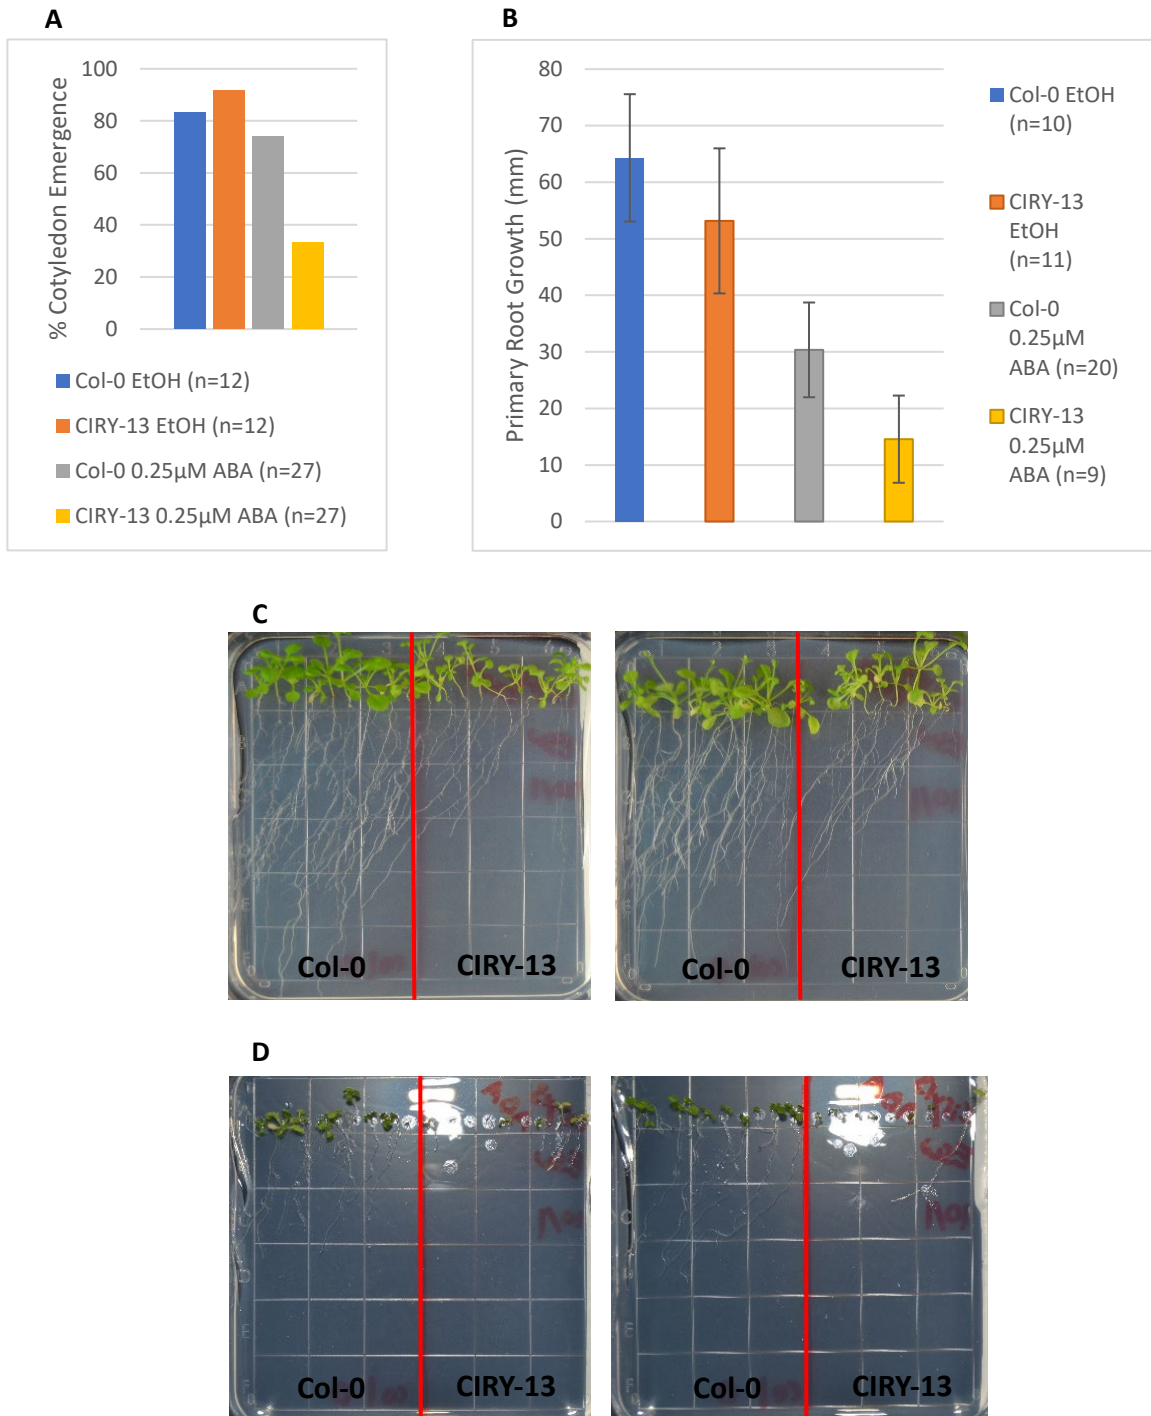 A
B
100
80
60
40
20
0
% Cotyledon Emergence
Col-0 EtOH (n=12)
CIRY-13 EtOH (n=12)
Col-0 0.25µM ABA (n=27)
CIRY-13 0.25µM ABA (n=27)
80
70
60
50
40
30
20
10
0
Primary Root Growth (mm)
Col-0 EtOH
(n=10)
CIRY-13
EtOH
(n=11)
Col-0
0.25µM
ABA (n=20)
CIRY-13
0.25µM
ABA (n=9)
C
Col-0
CIRY-13
Col-0
CIRY-13
D
Col-0
CIRY-13
Col-0
CIRY-13